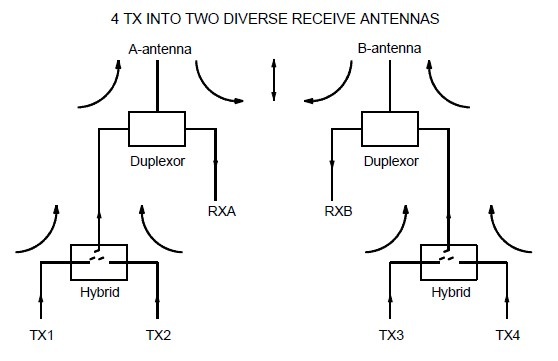 4 TX INTO TWO DIVERSE RECEIVE ANTENNAS
A-antenna
B-antenna
Duplexor
Duplexor
RXA
RXB
Hybrid
Hybrid
TX1
TX2
TX3
TX4